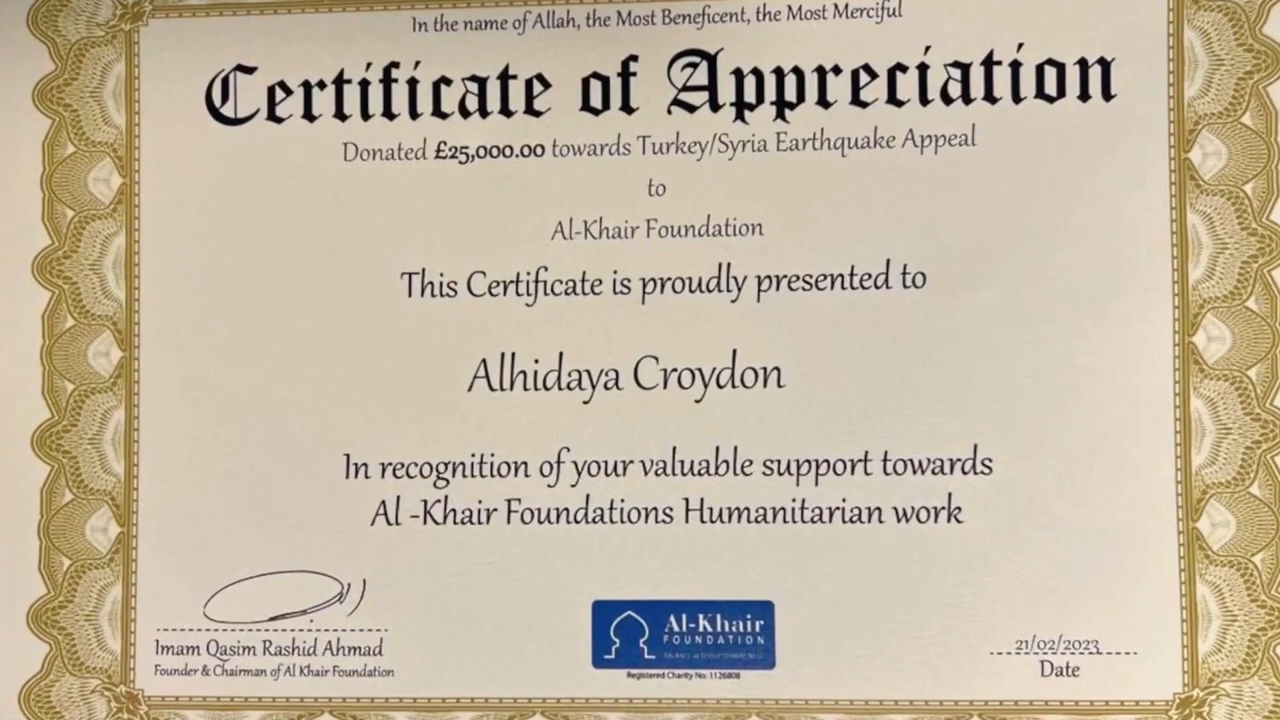 In the name of Allah, the Most Beneficent, the Most Merciful
Certificate of Appreciation
Donated £25,000.00 towards Turkey/Syria Earthquake Appeal
to
Al-Khair Foundation
This Certificate is proudly presented to
Alhidaya Croydon
In recognition of your valuable support towards
Al -Khair Foundations Humanitarian work
Imam Qasim Rashid Ahmad
Founder & Chairman of Al Khair Foundation
Al-Khair
FOUNDATION
Registered Charity No: 1126808
21/02/2023
Date